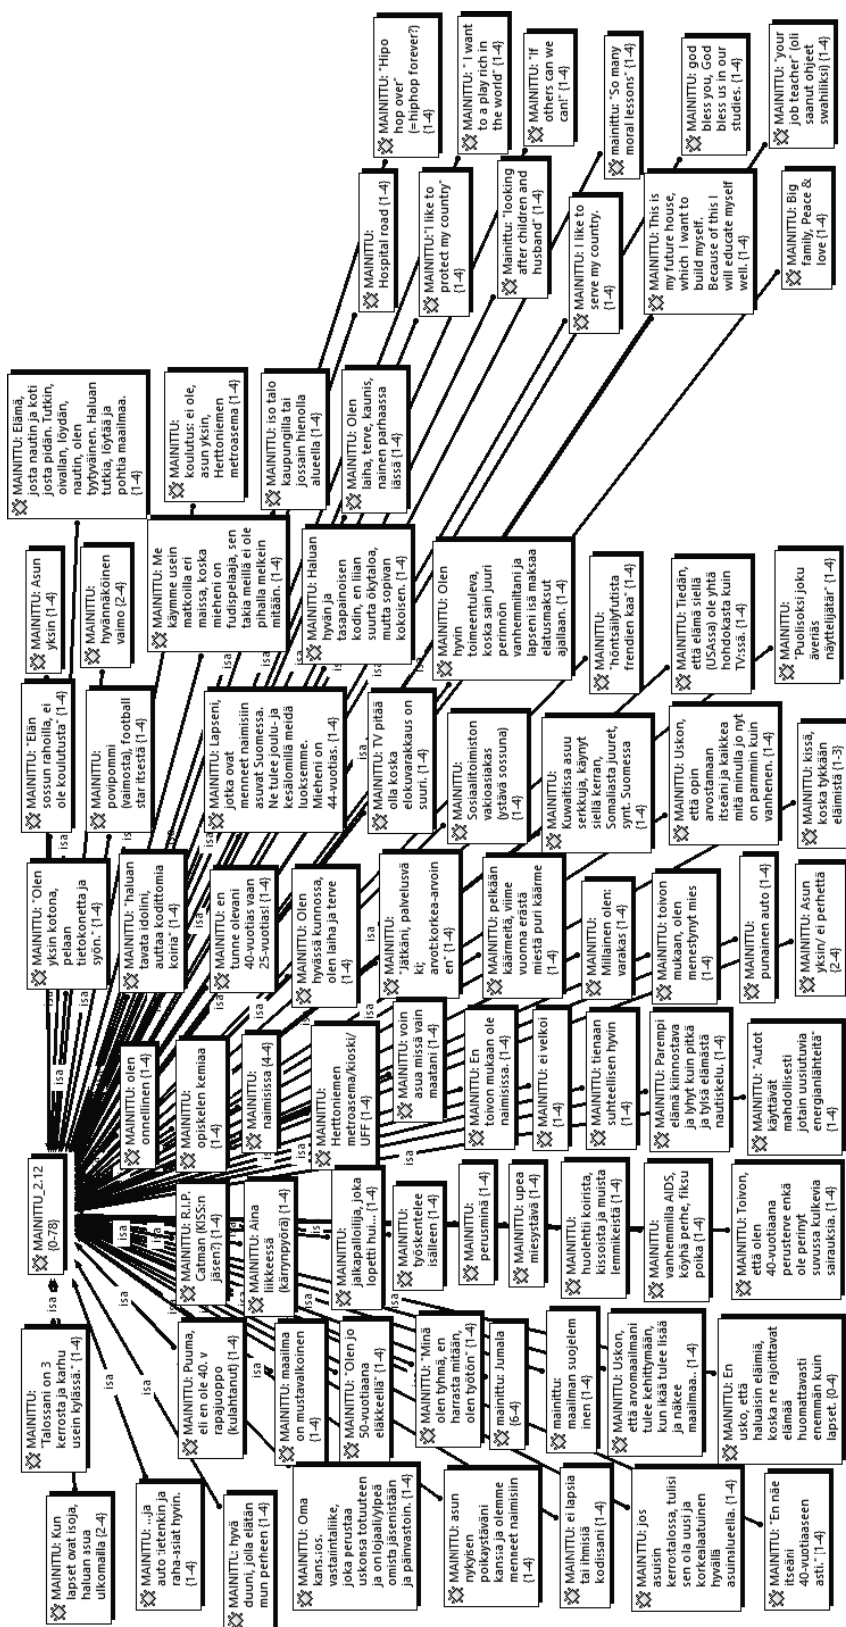 MAINITTU_2.12
{0-78}
MAINITTU:
"Talossani on 3
kerrosta ja karhu
usein kylässä." {1-4}
MAINITTU: Kun
lapset ovat isoja,
haluan asua
ulkomailla {2-4}
MAINITTU: ...ja
auto tietenkin ja
raha-asiat hyvin.
{1-4}
MAINITTU: hyvä
duuni, jolla elätän
mun perheen {1-4}
MAINITTU: Puuma,
eli en ole 40. v
rapajuoppo
(kulahtanut) {1-4}
MAINITTU: maailma
on mustavalkoinen
{1-4}
MAINITTU: "Olen jo
50-vuotiaana
eläkkeellä" {1-4}
MAINITTU: Oma
kans.jos.
vastaintialiike,
joka perustaa
uskonsa totuuteen
ja on lojaali/ylpeä
omista jäsenistään
ja päinvastoin. {1-4}
MAINITTU: "Minä
olen tyhmä, en
harrasta mitään,
olen työtön" {1-4}
mainittu: Jumala
{6-4}
MAINITTU: asun
nykyisen
poikaystäväni
kanssa ja olemme
menneet naimisiin
{1-4}
mainittu:
maailman suojelem
inen {1-4}
MAINITTU: ei lapsia
tai ihmisiä
kodissani {1-4}
MAINITTU: Uskon,
että arvomaailmani
tulee kehittymään,
kun ikää tulee lisää
ja näkee
maailmaa.. {1-4}
MAINITTU: jos
asuisin
kerrostalossa, tulisi
sen olla uusi ja
korkealaatuinen
hyvällä
asuinalueella. {1-4}
MAINITTU: En
usko, että
haluaisin eläimiä,
koska ne rajoittavat
elämää
huomattavasti
enemmän kuin
lapset. {0-4}
MAINITTU: "En näe
itseäni
40-vuotiaaseen
asti." {1-4}
MAINITTU: R.I.P.
Catman (KISS:n
jäsen?) {1-4}
MAINITTU: Aina
liikkeessä
(kärrynpyörä) {1-4}
MAINITTU:
jalkapalloilija, joka
lopetti hui... {1-4}
MAINITTU:
työskentelee
isälleen {1-4}
MAINITTU:
perusminä {1-4}
MAINITTU: upea
miesystävä {1-4}
MAINITTU:
huolehtii koirista,
kissoista ja muista
lemmikeistä {1-4}
MAINITTU:
vanhemmilla AIDS,
köyhä perhe, fiksu
poika {1-4}
MAINITTU: Toivon,
että olen
40-vuotiaana
perusterve enkä
ole perinyt
suvussa kulkevia
sairauksia. {1-4}
MAINITTU: olen
onnellinen {1-4}
MAINITTU:
opiskelen kemiaa
{1-4}
MAINITTU:
naimisissa {4-4}
MAINITTU:
Herttoniemen
metroasema/kioski/
UFF {1-4}
MAINITTU: voin
asua missä vain
maatani {1-4}
MAINITTU: En
toivon mukaan ole
naimisissa. {1-4}
MAINITTU: ei velkoi
{1-4}
MAINITTU: tienaan
suhteellisen hyvin
{1-4}
MAINITTU: Parempi
elämä kiinnostava
ja lyhyt kuin pitkä
ja tylsä elämästä
nautiskelu. {1-4}
MAINITTU: "Autot
käyttävät
mahdollisesti
jotain uusiutuvia
energianlähteitä"
{1-4}
MAINITTU: "Olen
yksin kotona,
pelaan
tietokonetta ja
syön." {1-4}
MAINITTU: "haluan
tavata idolini,
auttaa kodittomia
koiria" {1-4}
MAINITTU: en
tunne olevani
40-vuotias vaan
25-vuotias! {1-4}
MAINITTU: Olen
hyvässä kunnossa,
olen laiha ja terve
{1-4}
MAINITTU:
"Jätkäni, palvelusvä
ki;
arvot:korkea-arvoin
en" {1-4}
MAINITTU: pelkään
käärmeitä, viime
vuonna erästä
miestä puri käärme
{1-4}
MAINITTU:
Millainen olen:
varakas {1-4}
MAINITTU: toivon
mukaan, olen
menestynyt mies
{1-4}
MAINITTU:
punainen auto {1-4}
MAINITTU: Asun
yksin/ ei perhettä
{2-4}
MAINITTU: "Elän
sossun rahoilla, ei
ole koulutusta" {1-4}
MAINITTU:
povipommi
(vaimosta), football
star itsestä {1-4}
MAINITTU: Lapseni,
jotka ovat
menneet naimisiin
asuvat Suomessa.
Ne tulee joulu- ja
kesälomillä meidä
luoksemme.
Mieheni on
44-vuotias. {1-4}
MAINITTU: TV pitää
olla koska
elokuvarakkaus on
suuri. {1-4}
MAINITTU:
Sosiaalitoimiston
vakioasiakas
(ystävä sossuna)
{1-4}
MAINITTU:
Kuwaitissa asuu
serkkuja, käynyt
siellä kerran,
Somaliasta juuret,
synt. Suomessa
{1-4}
MAINITTU: Uskon,
että opin
arvostamaan
itseäni ja kaikkea
mitä minulla jo nyt
on parmmin kuin
vanhenen. {1-4}
MAINITTU: kissä,
koska tykkään
eläimistä {1-3}
MAINITTU: Asun
yksin {1-4}
MAINITTU:
hyvännäköinen
vaimo {2-4}
MAINITTU: Me
käymme usein
matkoilla eri
maissa, koska
mieheni on
fudispelaaja, sen
takia meillä ei ole
pihalla melkein
mitään. {1-4}
MAINITTU: Haluan
hyvän ja
tasapainoisen
kodin, en liian
suurta ökytaloa,
mutta sopivan
kokoisen. {1-4}
MAINITTU: Olen
hyvin
toimeentuleva,
koska sain juuri
perinnön
vanhemmiltani ja
lapseni isä maksaa
elatusmaksut
ajallaan. {1-4}
MAINITTU:
"höntsäilyfutista
frendien kaa" {1-4}
MAINITTU: Tiedän,
että elämä siellä
(USAssa) ole yhtä
hohdokasta kuin
TV:ssä. {1-4}
MAINITTU:
"Puolisoksi joku
äveriäs
näyttelijätär" {1-4}
MAINITTU: Elämä,
josta nautin ja koti
josta pidän. Tutkin,
oivallan, löydän,
nautin, olen
tyytyväinen. Haluan
tutkia, löytää ja
pohtia maailmaa.
{1-4}
MAINITTU:
koulutus: ei ole,
asun yksin,
Herttoniemen
metroasema {1-4}
MAINITTU: iso talo
kaupungilla tai
jossain hienolla
alueella {1-4}
MAINITTU: Olen
laiha, terve, kaunis,
nainen parhaassa
iässä {1-4}
MAINITTU:
Hospital road {1-4}
MAINITTU:"I like to
protect my country"
{1-4}
Mainittu: "looking
after children and
husband" {1-4}
MAINITTU: I like to
serve my country.
{1-4}
MAINITTU: This is
my future house,
which I want to
build myself.
Because of this I
will educate myself
well. {1-4}
MAINITTU: Big
family, Peace &
love {1-4}
MAINITTU: "Hipo
hop over"
(=hiphop forever?)
{1-4}
MAINITTU: " I want
to a play rich in
the world" {1-4}
MAINITTU: "If
others can we
can!" {1-4}
mainittu: "So many
moral lessons" {1-4}
MAINITTU: god
bless you, God
bless us in our
studies. {1-4}
MAINITTU: "your
job teacher" (oli
saanut ohjeet
swahiliksi) {1-4}
isa
isa
isa
isa
isa
isa
isa
isa